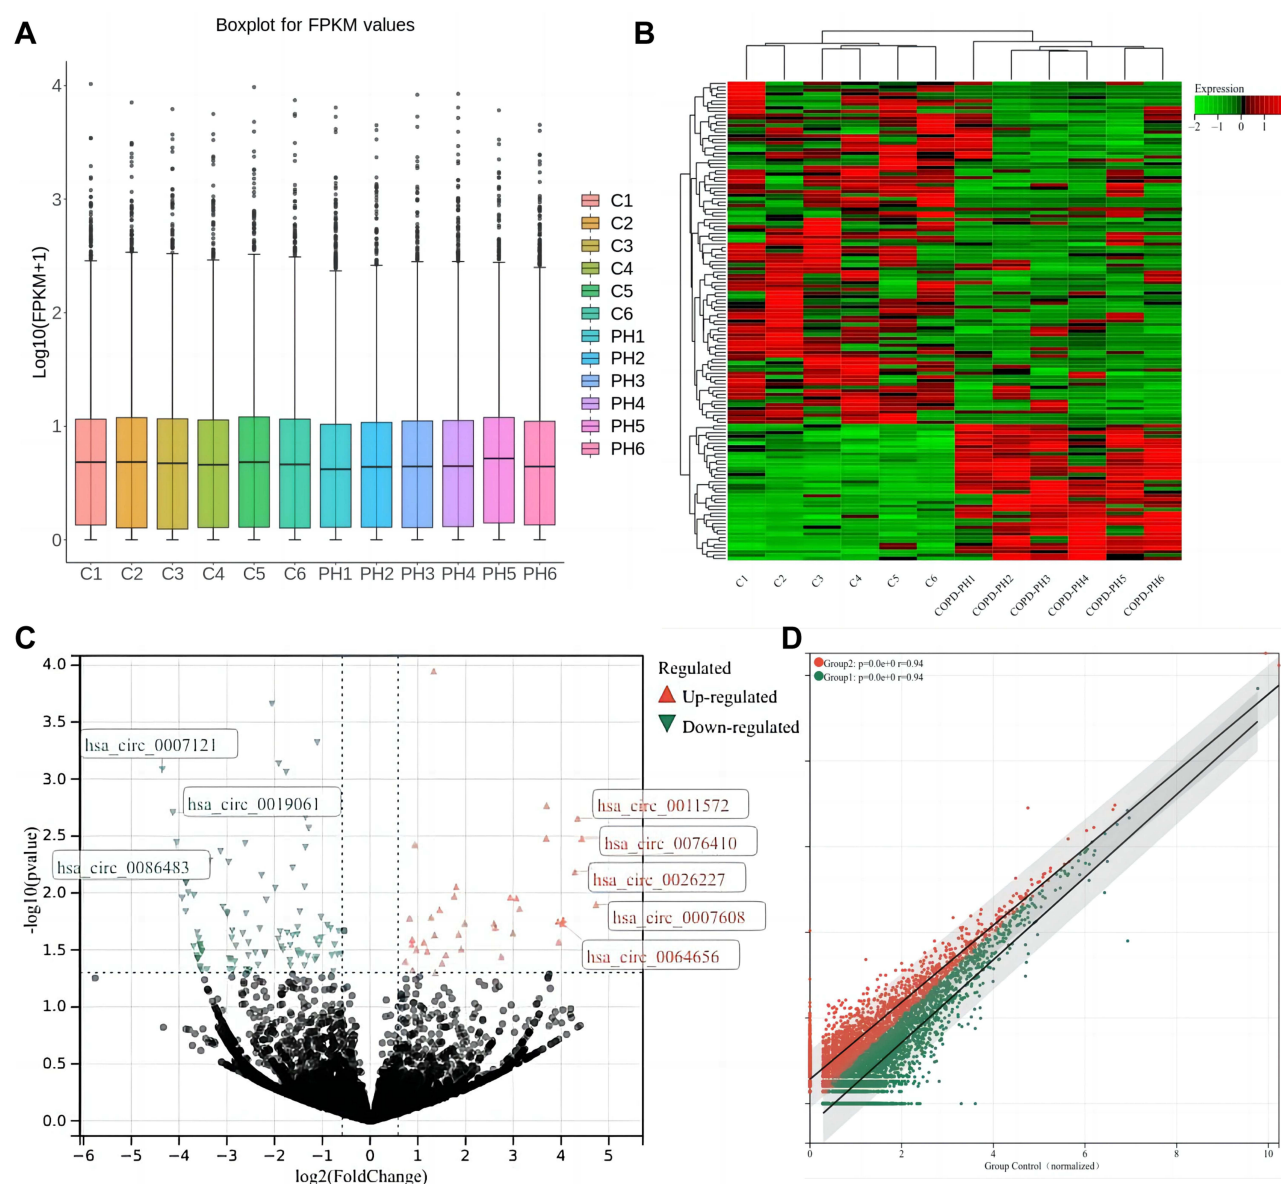 A
Boxplot for FPKM values
Log10(FPKM+1)
4
3
2
1
0
C1 C2 C3 C4 C5 C6 PH1 PH2 PH3 PH4 PH5 PH6
C1
C2
C3
C4
C5
C6
PH1
PH2
PH3
PH4
PH5
PH6
B
Expression
−2 −1 0 1
C1 C2 C3 C4 C5 C6 COPD-PH1 COPD-PH2 COPD-PH3 COPD-PH4 COPD-PH5 COPD-PH6
C
-log10(pvalue)
4.0
3.5
3.0
2.5
2.0
1.5
1.0
0.5
0.0
hsa_circ_0007121
hsa_circ_0019061
hsa_circ_0086483
hsa_circ_0011572
hsa_circ_0076410
hsa_circ_0026227
hsa_circ_0007608
hsa_circ_0064656
−6 −5 −4 −3 −2 −1 0 1 2 3 4 5
log2(FoldChange)
Regulated
Up-regulated
Down-regulated
D
Group2: p=0.0e+0 r=0.94
Group1: p=0.0e+0 r=0.94
0 2 4 6 8 10
Group Control（normalized）